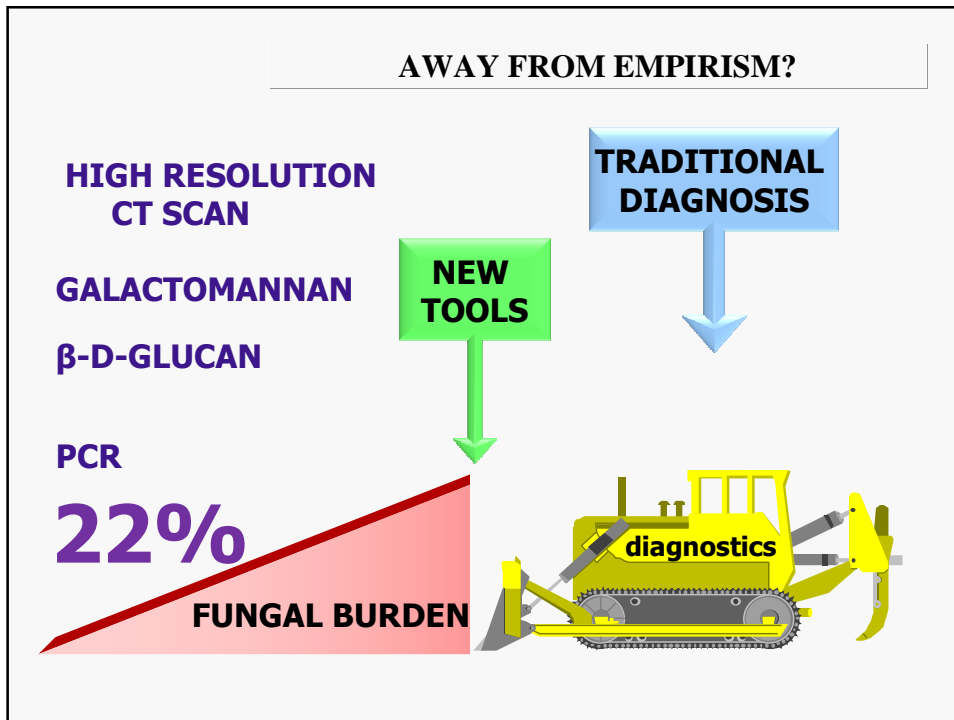 AWAY FROM EMPIRISM?
HIGH RESOLUTION
CT SCAN
GALACTOMANNAN
β-D-GLUCAN
PCR
22%
NEW
TOOLS
TRADITIONAL
DIAGNOSIS
FUNGAL BURDEN
diagnostics